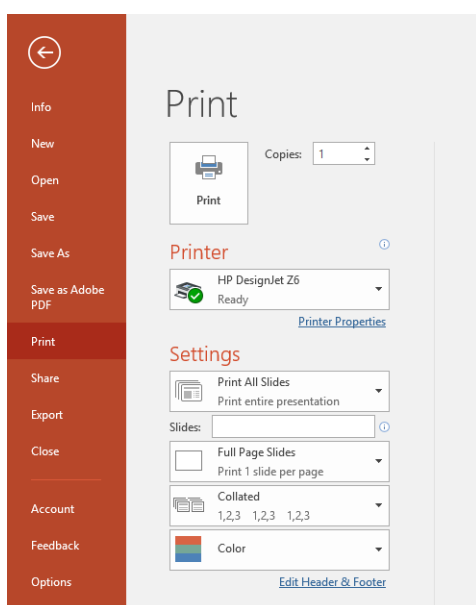 Info
New
Open
Save
Save As
Save as Adobe
PDF
Print
Share
Export
Close
Account
Feedback
Options
Print
Copies: 1
Print
Printer
HP DesignJet Z6
Ready
Printer Properties
Settings
Print All Slides
Print entire presentation
Slides:
Full Page Slides
Print 1 slide per page
Collated
1,2,3 1,2,3 1,2,3
Color
Edit Header & Footer